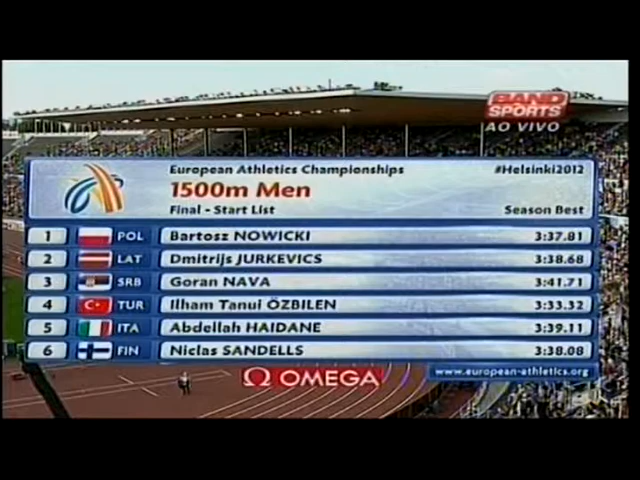 BAND
SPORTS
AO VIVO
European Athletics Championships #Helsinki2012
1500m Men
Final - Start List Season Best
1 POL Bartosz NOWICKI 3:37.81
2 LAT Dmitrijs JURKEVICS 3:38.68
3 SRB Goran NAVA 3:41.71
4 TUR Ilham Tanui ÖZBILEN 3:33.32
5 ITA Abdellah HAIDANE 3:39.11
6 FIN Niclas SANDELLS 3:38.08
Ω OMEGA www.european-athletics.org